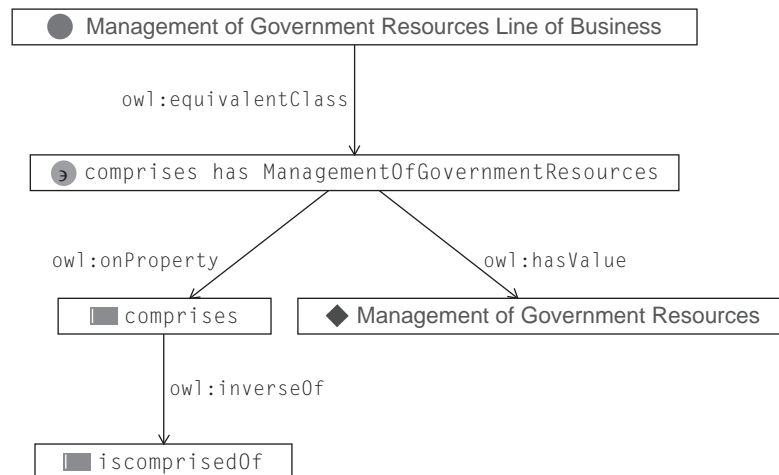 Management of Government Resources Line of Business
owl:equivalentClass
comprises has ManagementOfGovernmentResources
owl:onProperty
owl:hasValue
comprises
Management of Government Resources
owl:inverseOf
iscomprisedOf